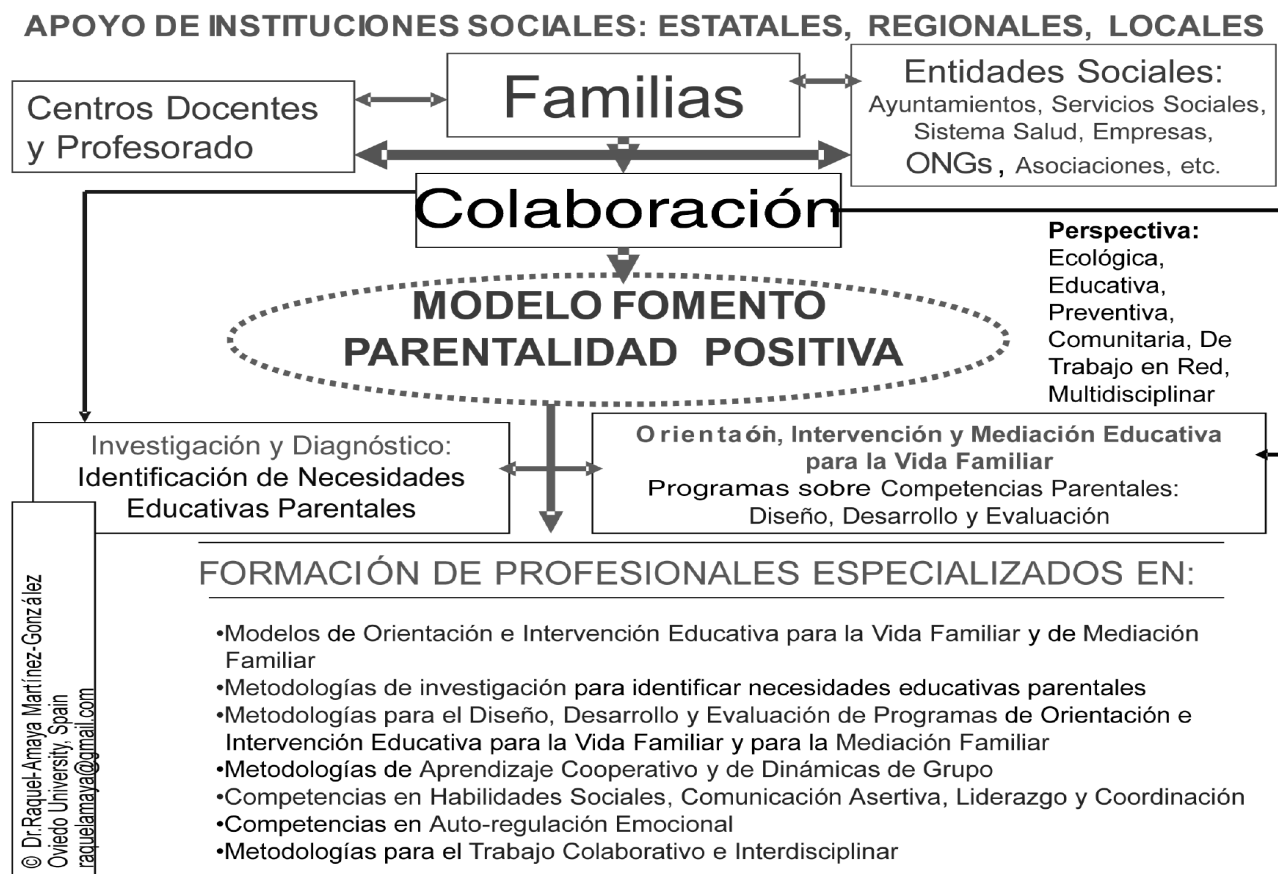 APOYO DE INSTITUCIONES SOCIALES: ESTATALES, REGIONALES, LOCALES
Centros Docentes
y Profesorado
Familias
Entidades Sociales:
Ayuntamientos, Servicios Sociales,
Sistema Salud, Empresas,
ONGs, Asociaciones, etc.
Colaboración
Perspectiva:
Ecológica,
Educativa,
Preventiva,
Comunitaria, De
Trabajo en Red,
Multidisciplinar
MODELO FOMENTO
PARENTALIDAD POSITIVA
Investigación y Diagnóstico:
Identificación de Necesidades
Educativas Parentales
Orientaón, Intervención y Mediación Educativa
para la Vida Familiar
Programas sobre Competencias Parentales:
Diseño, Desarrollo y Evaluación
FORMACIÓN DE PROFESIONALES ESPECIALIZADOS EN:
•Modelos de Orientación e Intervención Educativa para la Vida Familiar y de Mediación
Familiar
•Metodologías de investigación para identificar necesidades educativas parentales
•Metodologías para el Diseño, Desarrollo y Evaluación de Programas de Orientación e
Intervención Educativa para la Vida Familiar y para la Mediación Familiar
•Metodologías de Aprendizaje Cooperativo y de Dinámicas de Grupo
•Competencias en Habilidades Sociales, Comunicación Asertiva, Liderazgo y Coordinación
•Competencias en Auto-regulación Emocional
•Metodologías para el Trabajo Colaborativo e Interdisciplinar
© Dr.Raquel-Amaya Martínez-González
Oviedo University, Spain
raquelamaya@gmail.com